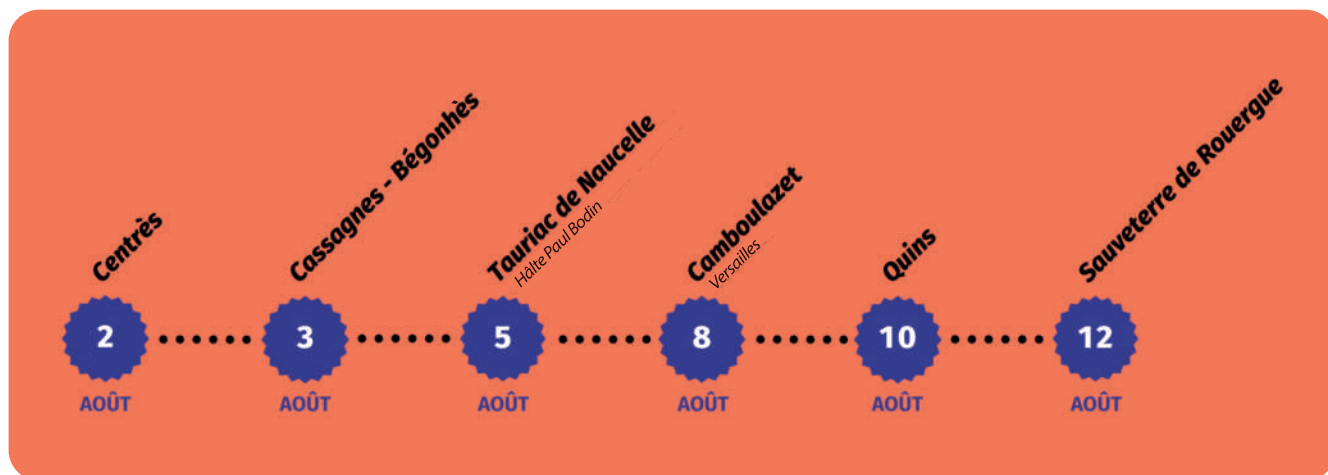 Centrès
Cassagnes - Bégonhès
Tauriac de Naucelle
Hâlte Paul Bodin
Camboulazet
Versailles
Quins
Sauveterre de Rouergue
2
3
5
8
10
12
AOÛT
AOÛT
AOÛT
AOÛT
AOÛT
AOÛT